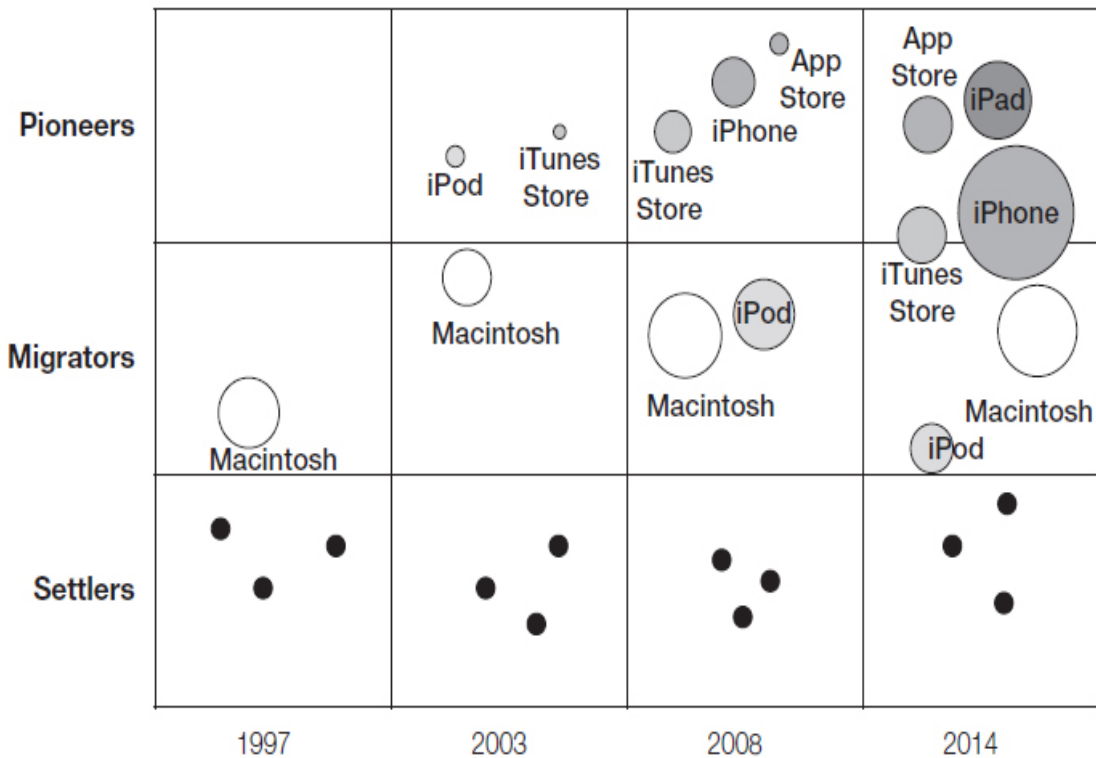 App
Store
iPad
App
Store
Pioneers
iPhone
iPod
iTunes
Store
iTunes
Store
iPhone
iTunes
Store
Macintosh
iPod
Migrators
Macintosh
Macintosh
Macintosh
iPod
Settlers
1997
2003
2008
2014